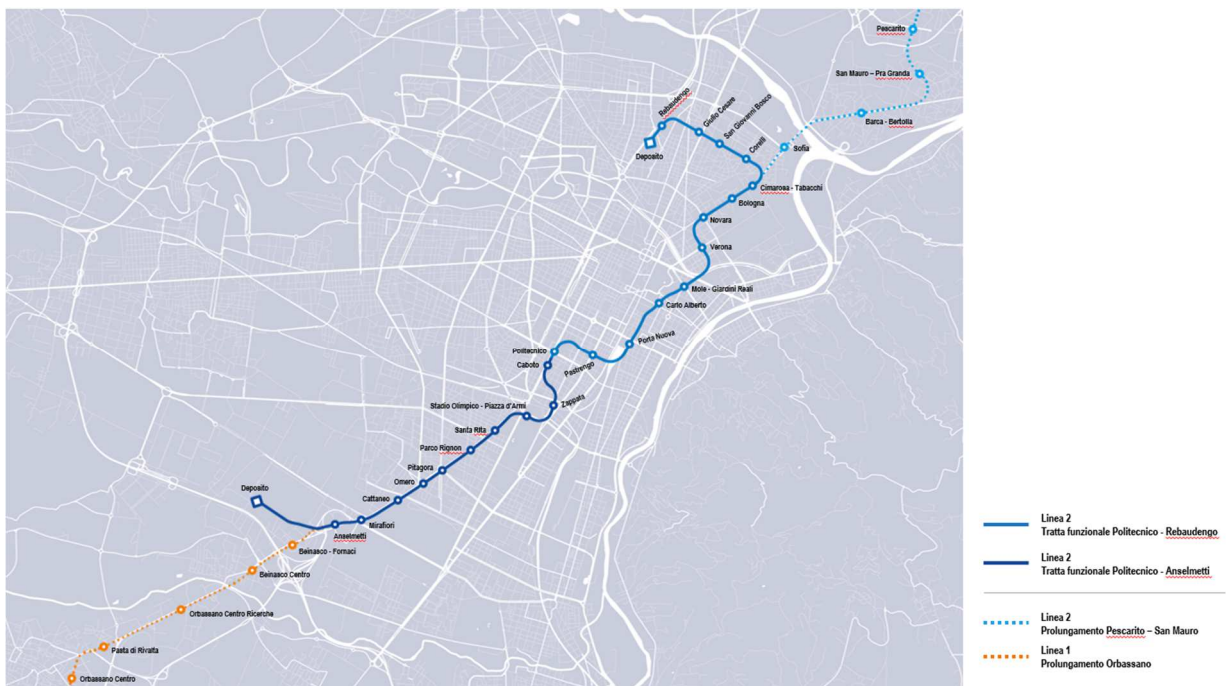 Pescarito
San Mauro – Pra Granda
Barca - Bertolla
Sofia
Rebaudengo
Giulio Cesare
San Giovanni Bosco
Corelli
Deposito
Cimarosa - Tabacchi
Bologna
Novara
Verona
Mole - Giardini Reali
Carlo Alberto
Porta Nuova
Politecnico
Pastrengo
Caboto
Zappata
Stadio Olimpico - Piazza d'Armi
Santa Rita
Parco Rignon
Pitagora
Omero
Cattaneo
Deposito
Mirafiori
Anselmetti
Beinasco - Fornaci
Beinasco Centro
Orbassano Centro Ricerche
Pasta di Rivalta
Orbassano Centro
Linea 2
Tratta funzionale Politecnico - Rebaudengo
Linea 2
Tratta funzionale Politecnico - Anselmetti
Linea 2
Prolungamento Pescarito – San Mauro
Linea 1
Prolungamento Orbassano